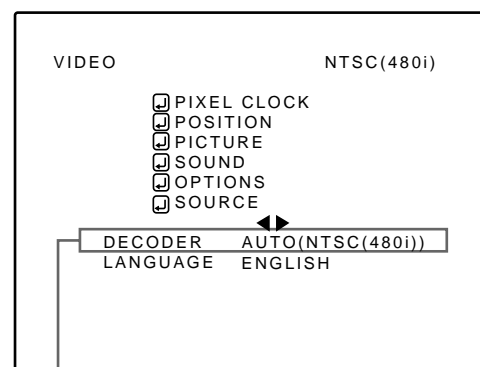 VIDEO NTSC(480i)
PIXEL CLOCK
POSITION
PICTURE
SOUND
OPTIONS
SOURCE
DECODER AUTO(NTSC(480i))
LANGUAGE ENGLISH